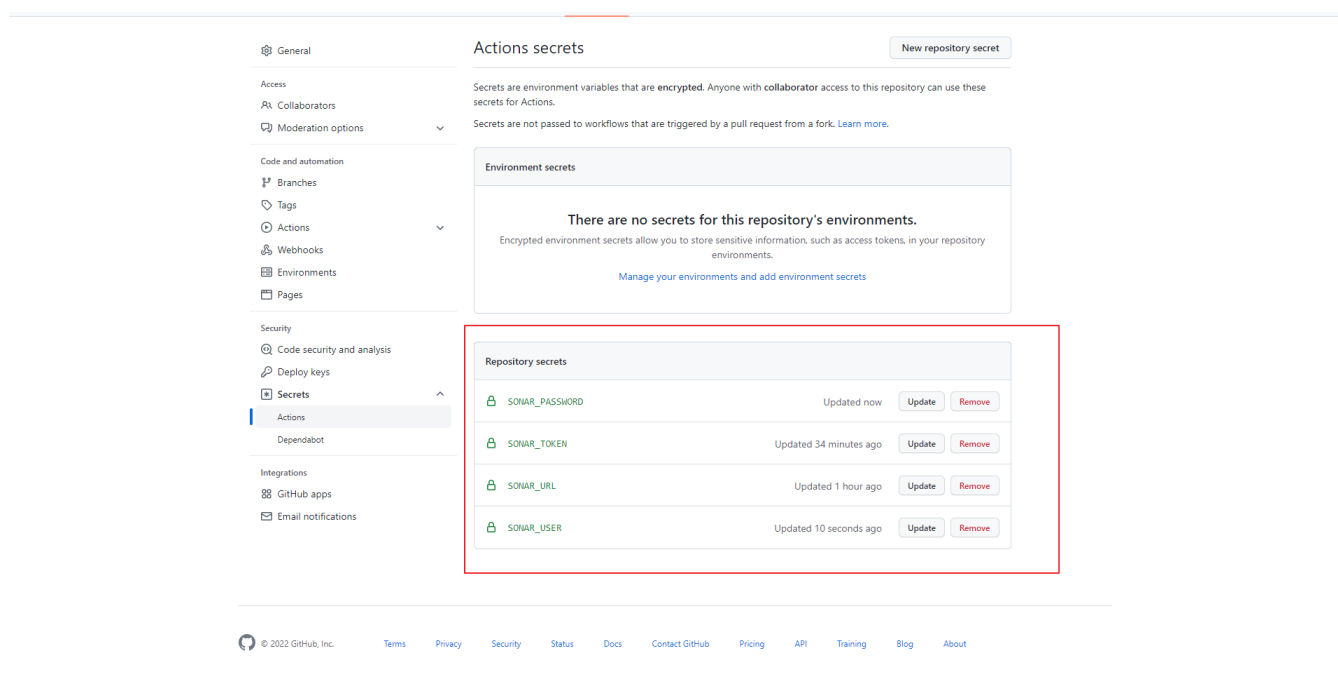 General
Access
Collaborators
Moderation options
Code and automation
Branches
Tags
Actions
Webhooks
Environments
Pages
Security
Code security and analysis
Deploy keys
Secrets
Actions
Dependabot
Integrations
GitHub apps
Email notifications
Actions secrets
New repository secret
Secrets are environment variables that are encrypted. Anyone with collaborator access to this repository can use these
secrets for Actions.
Secrets are not passed to workflows that are triggered by a pull request from a fork. Learn more.
Environment secrets
There are no secrets for this repository's environments.
Encrypted environment secrets allow you to store sensitive information, such as access tokens, in your repository
environments.
Manage your environments and add environment secrets
Repository secrets
SONAR_PASSWORD Updated now Update Remove
SONAR_TOKEN Updated 34 minutes ago Update Remove
SONAR_URL Updated 1 hour ago Update Remove
SONAR_USER Updated 10 seconds ago Update Remove
© 2022 GitHub, Inc. Terms Privacy Security Status Docs Contact GitHub Pricing API Training Blog About